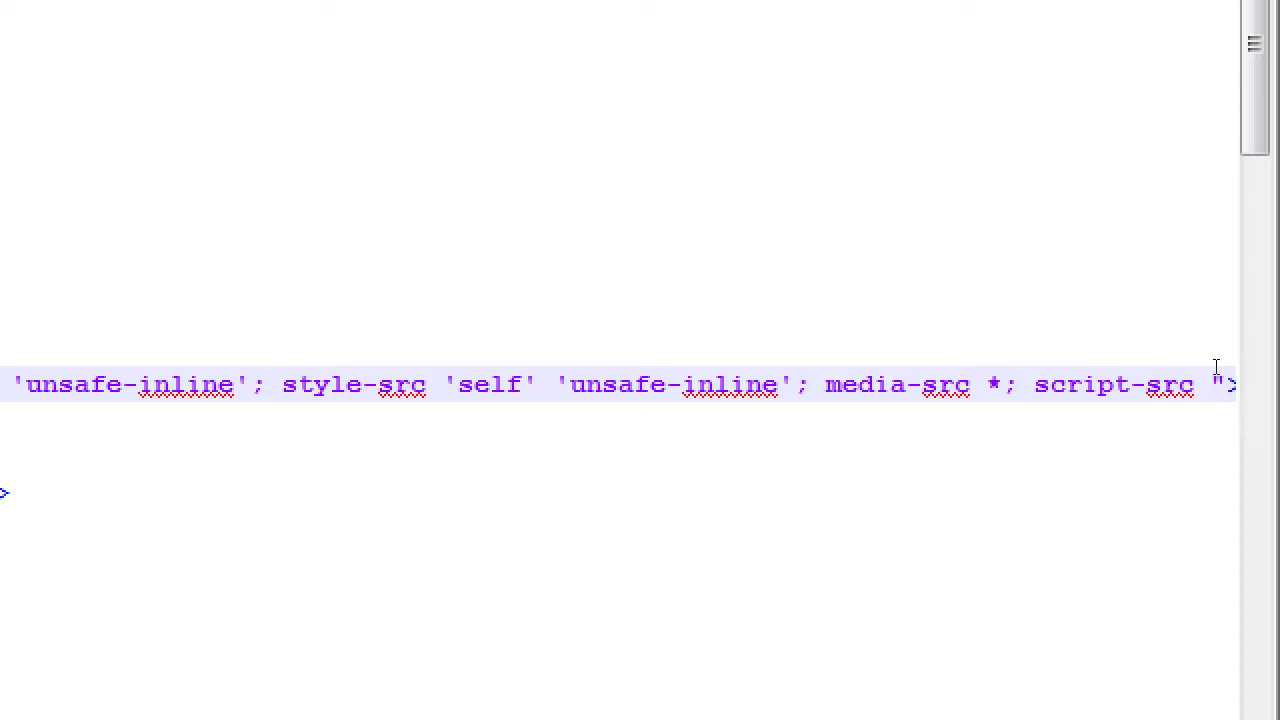 'unsafe-inline'; style-src 'self' 'unsafe-inline'; media-src *; script-src ">
>